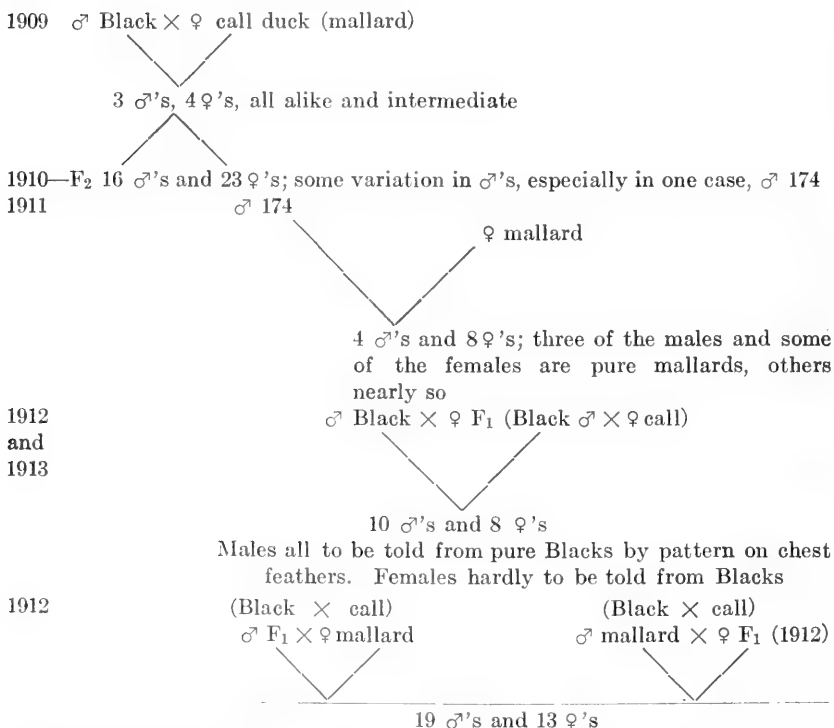 1909 ♂ Black × ♀ call duck (mallard)
3 ♂'s, 4♀'s, all alike and intermediate
1910—F₂ 16 ♂'s and 23 ♀'s; some variation in ♂'s, especially in one case, ♂ 174
1911 ♂ 174
♀ mallard
4 ♂'s and 8♀'s; three of the males and some
of the females are pure mallards, others
nearly so
1912 ♂ Black × ♀ F₁ (Black ♂ × ♀ call)
and
1913
10 ♂'s and 8 ♀'s
Males all to be told from pure Blacks by pattern on chest
feathers. Females hardly to be told from Blacks
1912 (Black × call) (Black × call)
♂ F₁ × ♀ mallard ♂ mallard × ♀ F₁ (1912)
19 ♂'s and 13 ♀'s